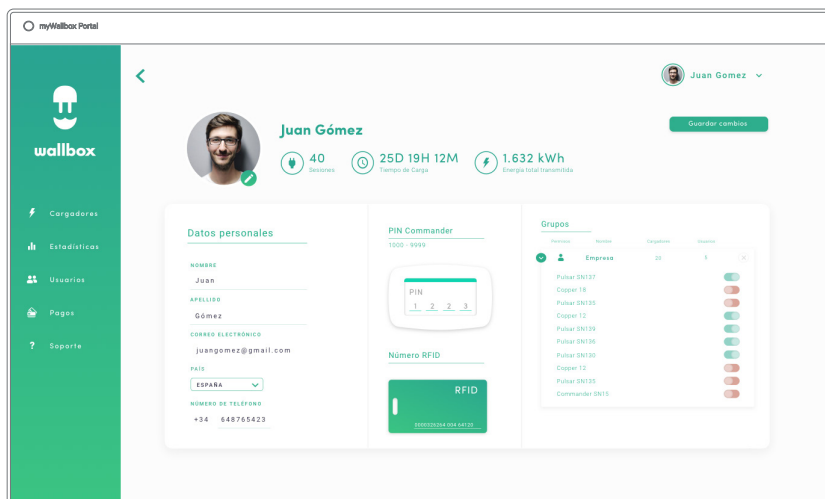 myWallbox Portal
Juan Gomez
wallbox
Cargadores
Estadísticas
Usuarios
Pagos
Soporte
Juan Gómez
Guardar cambios
40
Sesiones
25D 19H 12M
Tiempo de Carga
1.632 kWh
Energía total transmitida
Datos personales
NOMBRE
Juan
APELLIDO
Gómez
CORREO ELECTRÓNICO
juangomez@gmail.com
PAÍS
ESPAÑA
NÚMERO DE TELÉFONO
+34 648765423
PIN Commander
1000 - 9999
PIN
1 2 2 3
Número RFID
RFID
0000326264 004 64120
Grupos
Nombre Cargadores Usuarios
Empresa
Pulsar SN137
Copper 18
Pulsar SN135
Copper 12
Pulsar SN139
Pulsar SN136
Pulsar SN130
Copper 12
Pulsar SN135
Commander SN15